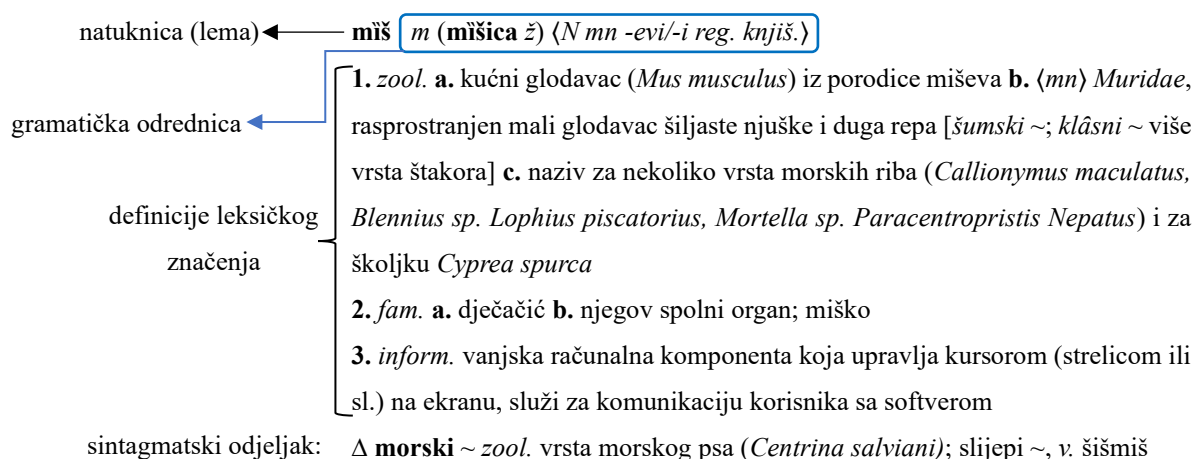 natuknica (lema) mȉš m (mȉšica ž) ⟨N mn -evi/-i reg. knjiš.⟩
1. zool. a. kućni glodavac (Mus musculus) iz porodice miševa b. ⟨mn⟩ Muridae,
gramatička odrednica rasprostranjen mali glodavac šiljaste njuške i duga repa [šumski ~; klâsni ~ više
vrsta štakora] c. naziv za nekoliko vrsta morskih riba (Callionymus maculatus,
definicije leksičkog Blennius sp. Lophius piscatorius, Mortella sp. Paracentropristis Nepatus) i za
značenja školjku Cyprea spurca
2. fam. a. dječačić b. njegov spolni organ; miško
3. inform. vanjska računalna komponenta koja upravlja kursorom (strelicom ili
sl.) na ekranu, služi za komunikaciju korisnika sa softverom
sintagmatski odjeljak: Δ morski ~ zool. vrsta morskog psa (Centrina salviani); slijepi ~, v. šišmiš